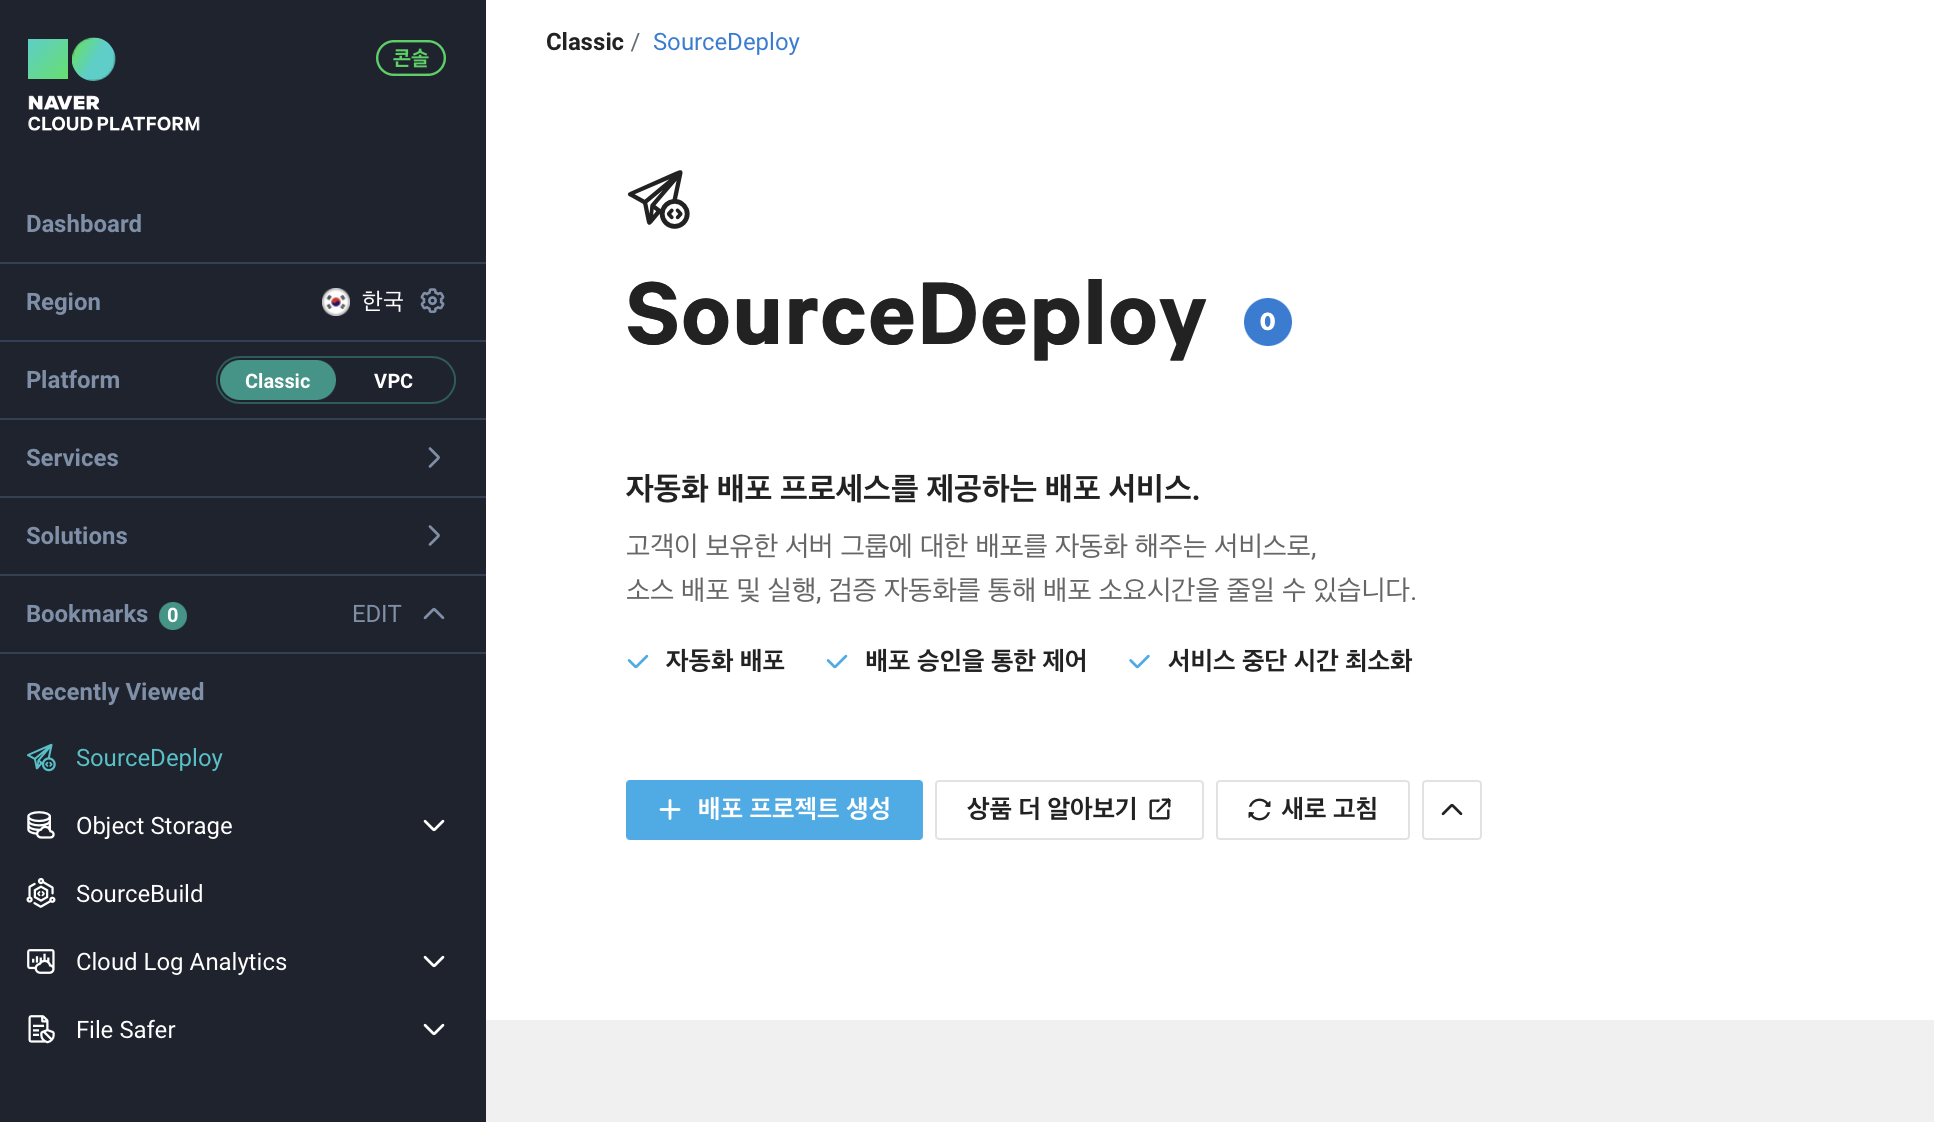 NAVER
CLOUD PLATFORM
콘솔
Dashboard
Region 한국
Platform Classic VPC
Services
Solutions
Bookmarks 0 EDIT
Recently Viewed
SourceDeploy
Object Storage
SourceBuild
Cloud Log Analytics
File Safer
Classic / SourceDeploy
SourceDeploy 0
자동화 배포 프로세스를 제공하는 배포 서비스.
고객이 보유한 서버 그룹에 대한 배포를 자동화 해주는 서비스로,
소스 배포 및 실행, 검증 자동화를 통해 배포 소요시간을 줄일 수 있습니다.
자동화 배포 배포 승인을 통한 제어 서비스 중단 시간 최소화
배포 프로젝트 생성 상품 더 알아보기 새로 고침